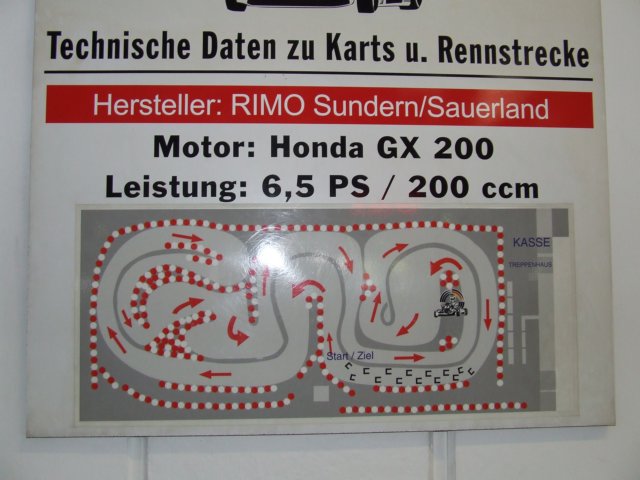 Technische Daten zu Karts u. Rennstrecke
Hersteller: RIMO Sundern/Sauerland
Motor: Honda GX 200
Leistung: 6,5 PS / 200 ccm
KASSE
TREPPENHAUS
Start / Ziel